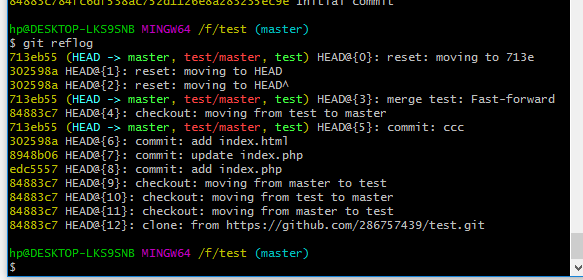 84883c784fc6df538ac752d1126e8a283235ec9e Initial commit
hp@DESKTOP-LKS9SNB MINGW64 /f/test (master)
$ git reflog
713eb55 (HEAD -> master, test/master, test) HEAD@{0}: reset: moving to 713e
302598a HEAD@{1}: reset: moving to HEAD
302598a HEAD@{2}: reset: moving to HEAD^
713eb55 (HEAD -> master, test/master, test) HEAD@{3}: merge test: Fast-forward
84883c7 HEAD@{4}: checkout: moving from test to master
713eb55 (HEAD -> master, test/master, test) HEAD@{5}: commit: ccc
302598a HEAD@{6}: commit: add index.html
8948b06 HEAD@{7}: commit: update index.php
edc5557 HEAD@{8}: commit: add index.php
84883c7 HEAD@{9}: checkout: moving from master to test
84883c7 HEAD@{10}: checkout: moving from test to master
84883c7 HEAD@{11}: checkout: moving from master to test
84883c7 HEAD@{12}: clone: from https://github.com/286757439/test.git
hp@DESKTOP-LKS9SNB MINGW64 /f/test (master)
$